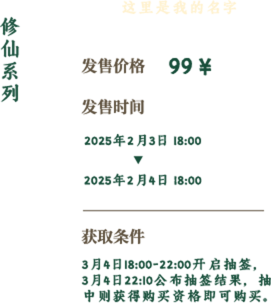 这里是我的名字
修仙系列
发售价格 99 ¥
发售时间
2025年2月3日 18:00
▼
2025年2月4日 18:00
获取条件
3月4日18:00-22:00开启抽签，
3月4日22:10公布抽签结果，抽
中则获得购买资格即可购买。